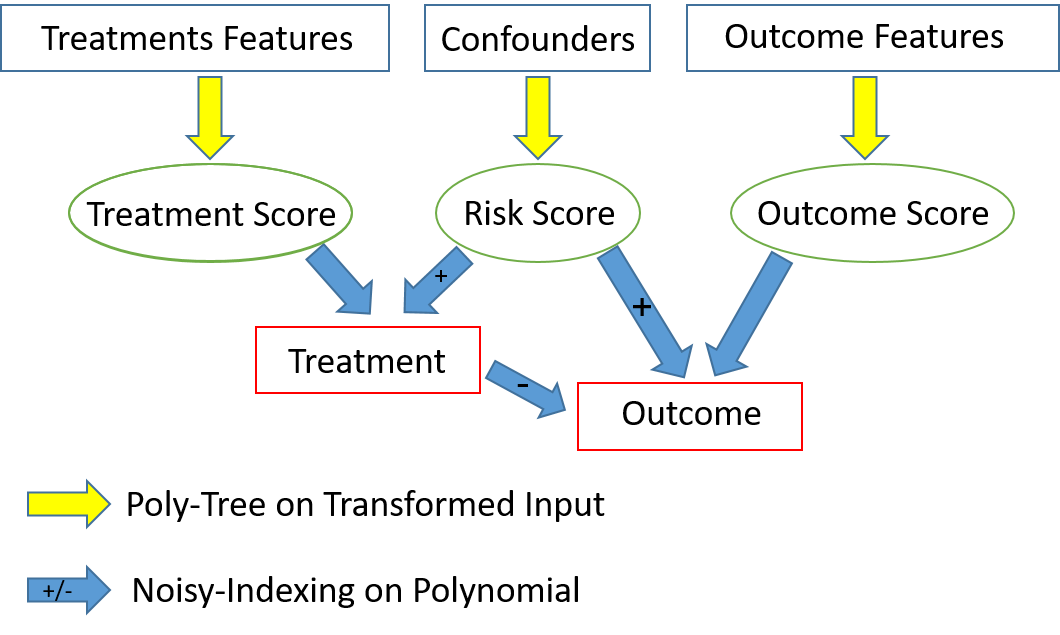 Treatments Features
Confounders
Outcome Features
Treatment Score
Risk Score
Outcome Score
+
+
Treatment
-
Outcome
Poly-Tree on Transformed Input
+/-
Noisy-Indexing on Polynomial